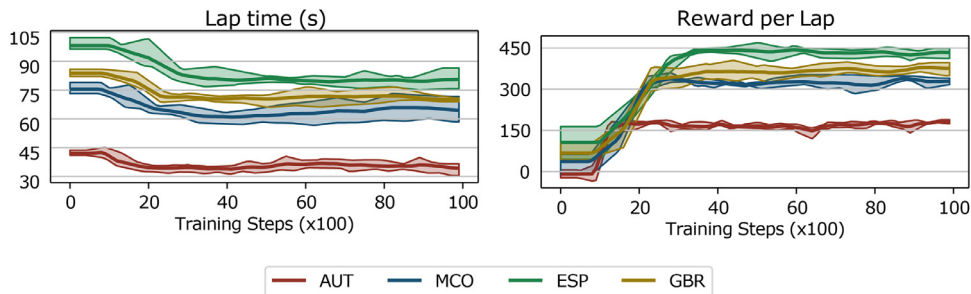 Lap time (s)
105
90
75
60
45
30
0 20 40 60 80 100
Training Steps (x100)
Reward per Lap
450
300
150
0
0 20 40 60 80 100
Training Steps (x100)
AUT MCO ESP GBR